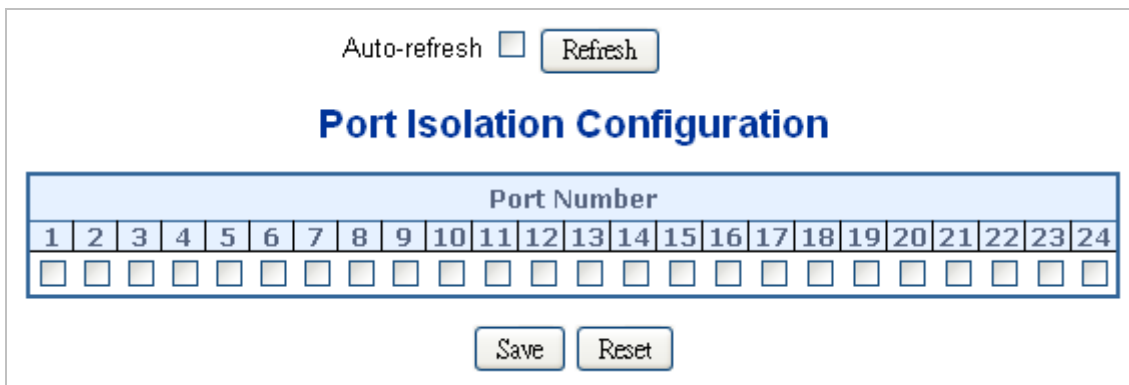 Auto-refresh Refresh
Port Isolation Configuration
Port Number
1 2 3 4 5 6 7 8 9 10 11 12 13 14 15 16 17 18 19 20 21 22 23 24
Save Reset